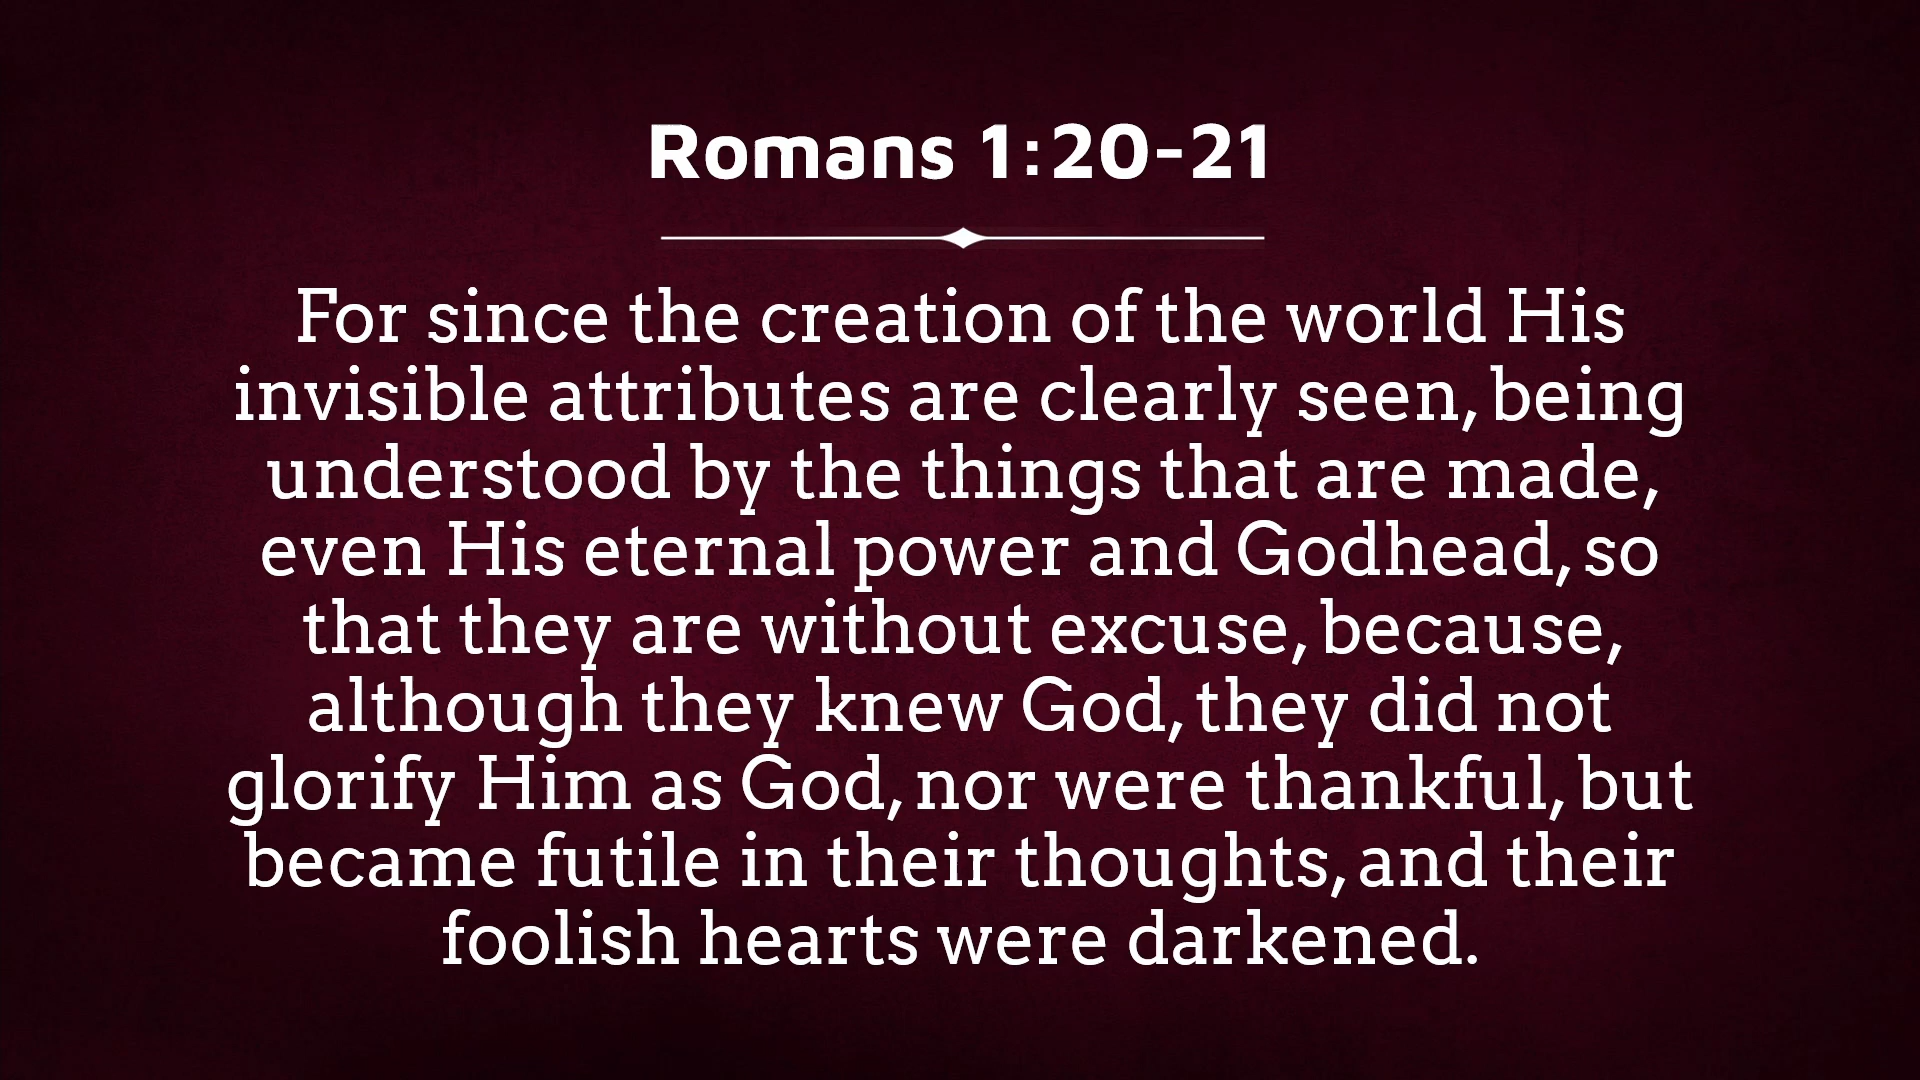 Romans 1:20-21
For since the creation of the world His
invisible attributes are clearly seen, being
understood by the things that are made,
even His eternal power and Godhead, so
that they are without excuse, because,
although they knew God, they did not
glorify Him as God, nor were thankful, but
became futile in their thoughts, and their
foolish hearts were darkened.